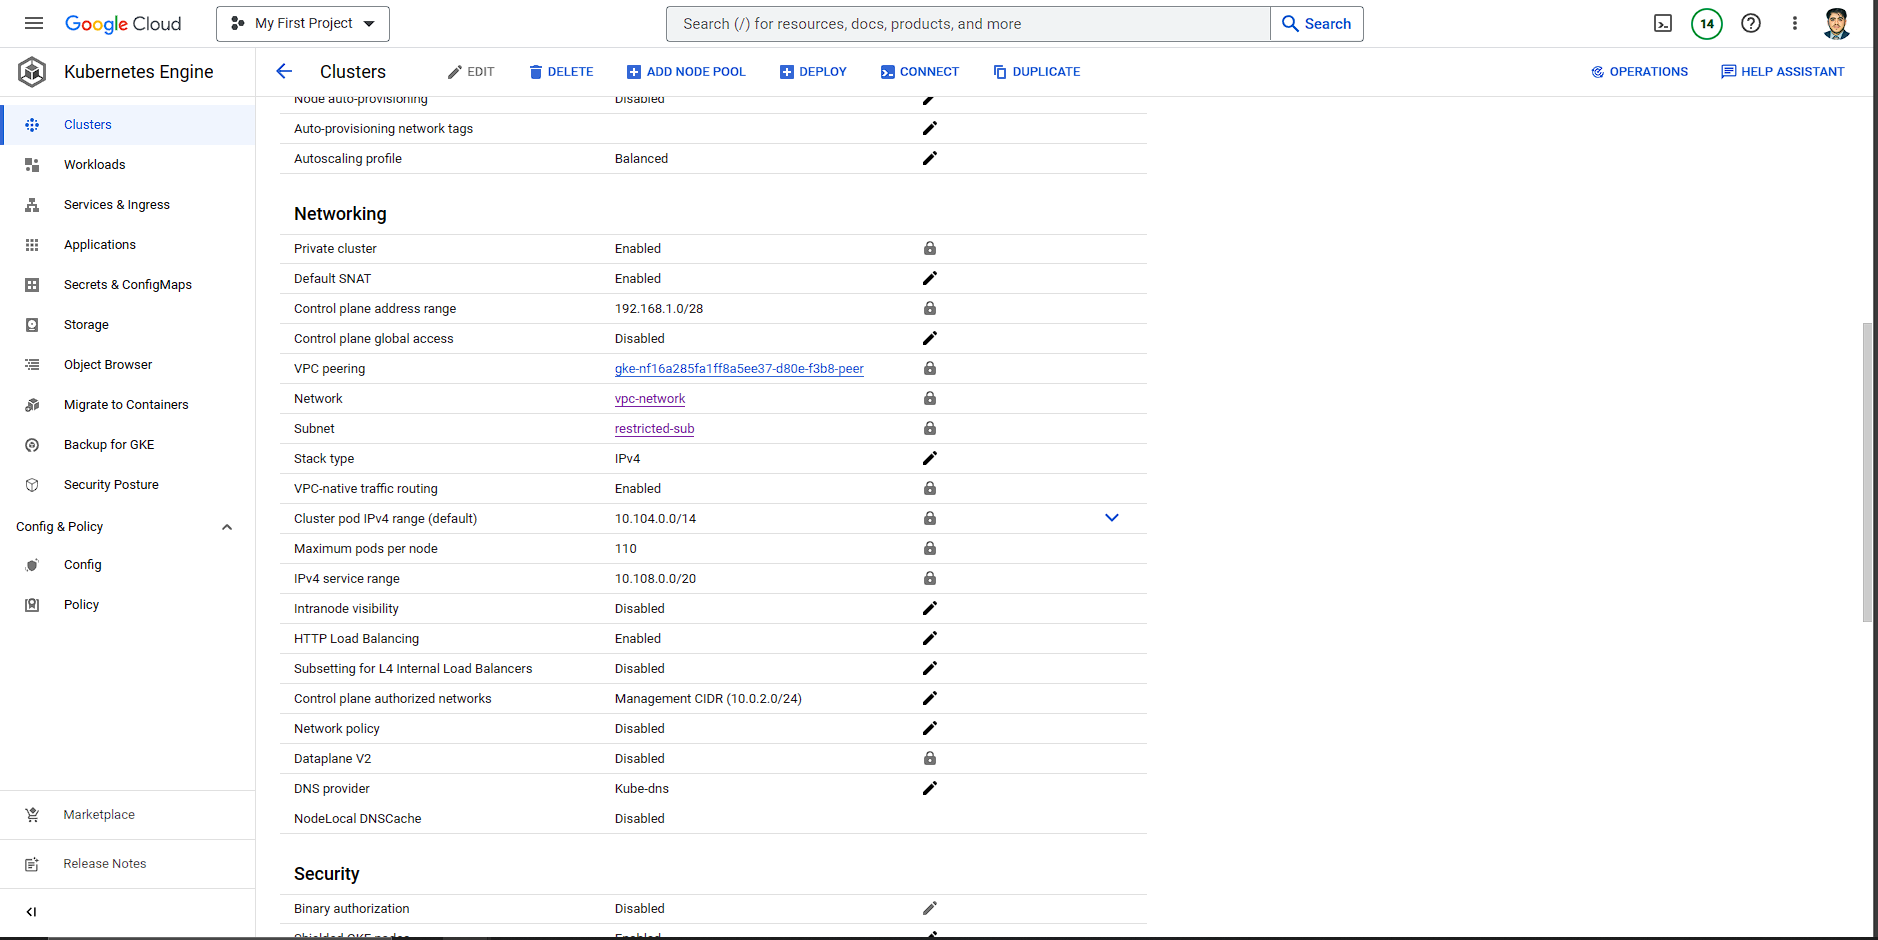 Google Cloud
My First Project
Search (/) for resources, docs, products, and more
Search
14
Kubernetes Engine
Clusters
EDIT
DELETE
ADD NODE POOL
DEPLOY
CONNECT
DUPLICATE
OPERATIONS
HELP ASSISTANT
Clusters
Workloads
Services & Ingress
Applications
Secrets & ConfigMaps
Storage
Object Browser
Migrate to Containers
Backup for GKE
Security Posture
Config & Policy
Config
Policy
Marketplace
Release Notes
Node auto-provisioning Disabled
Auto-provisioning network tags
Autoscaling profile Balanced
Networking
Private cluster Enabled
Default SNAT Enabled
Control plane address range 192.168.1.0/28
Control plane global access Disabled
VPC peering gke-nf16a285fa1ff8a5ee37-d80e-f3b8-peer
Network vpc-network
Subnet restricted-sub
Stack type IPv4
VPC-native traffic routing Enabled
Cluster pod IPv4 range (default) 10.104.0.0/14
Maximum pods per node 110
IPv4 service range 10.108.0.0/20
Intranode visibility Disabled
HTTP Load Balancing Enabled
Subsetting for L4 Internal Load Balancers Disabled
Control plane authorized networks Management CIDR (10.0.2.0/24)
Network policy Disabled
Dataplane V2 Disabled
DNS provider Kube-dns
NodeLocal DNSCache Disabled
Security
Binary authorization Disabled
Shielded GKE nodes Enabled